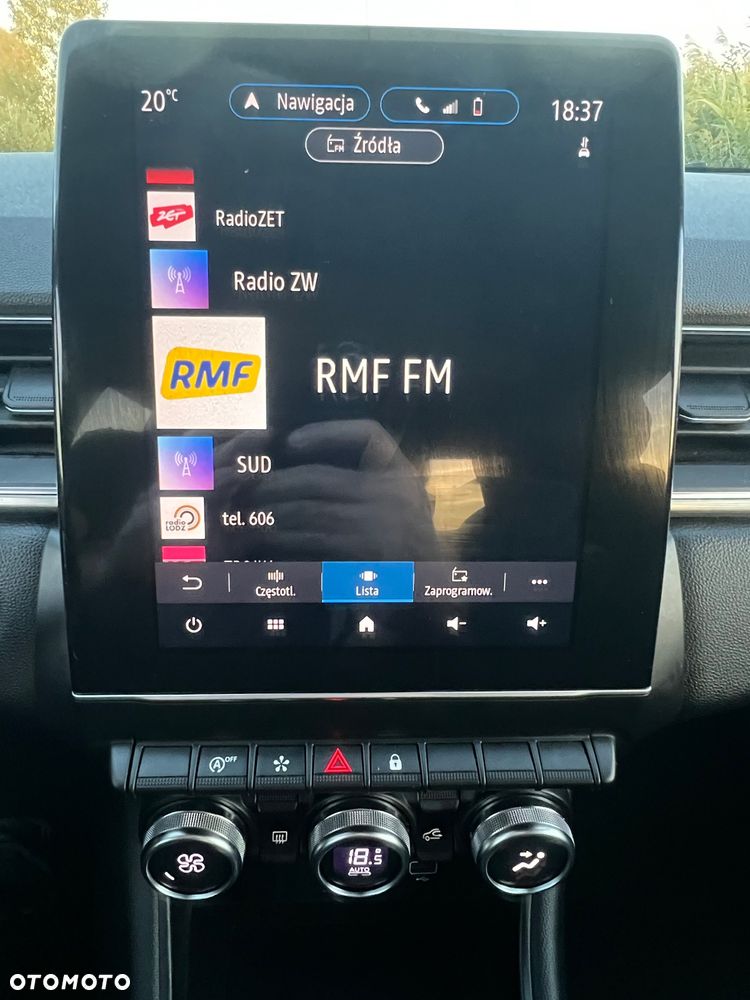 20°C
Nawigacja
18:37
FM Źródła
ZET RadioZET
Radio ZW
RMF RMF FM
SUD
radio ŁÓDŹ tel. 606
Częstotl.
Lista
Zaprogramow.
A OFF
18.5
AUTO
OTOMOTO